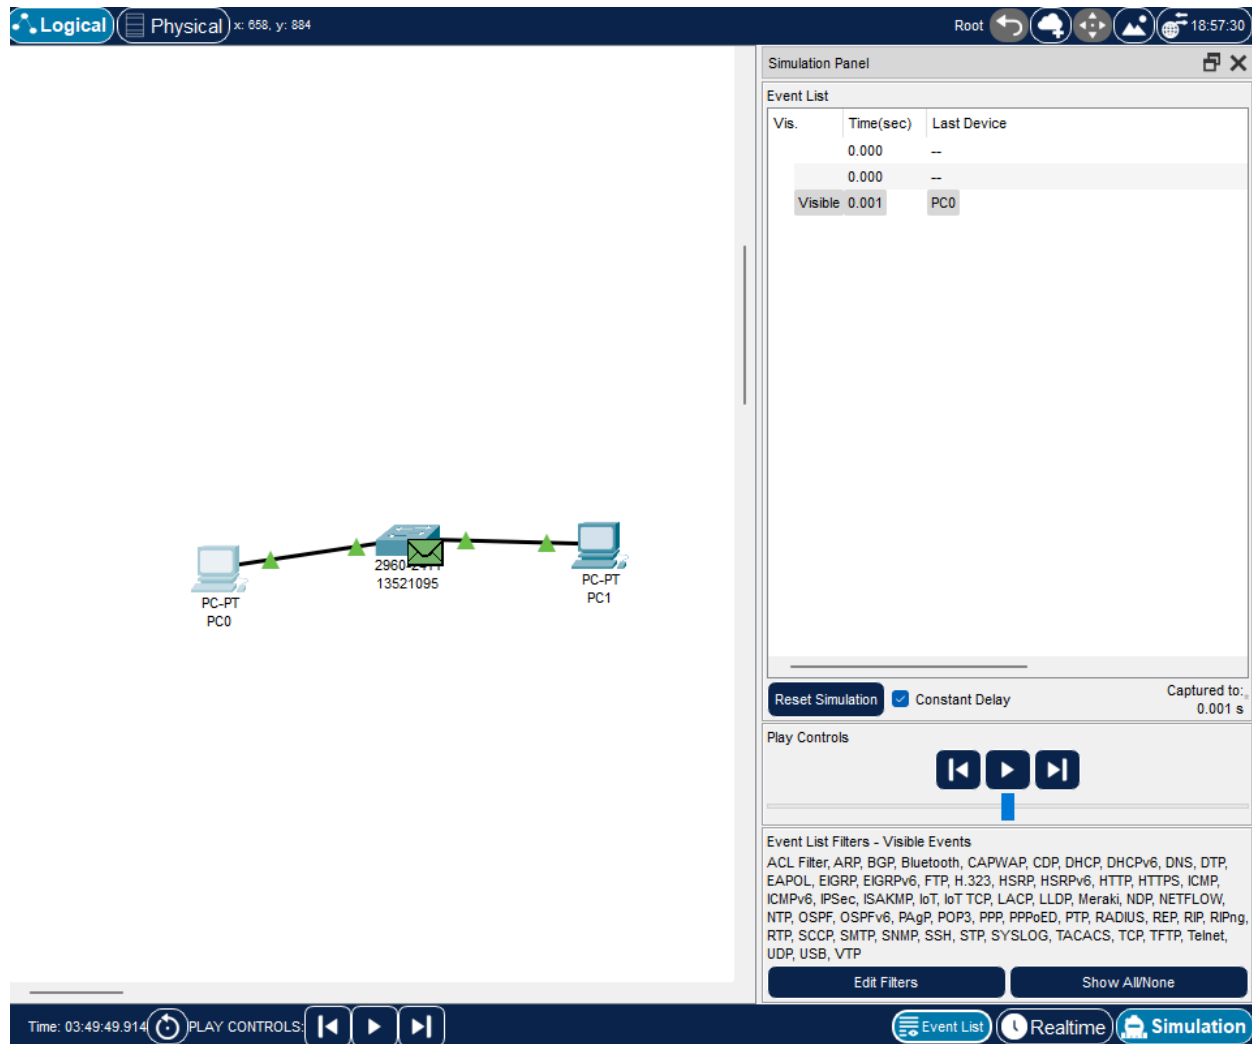 Logical Physical x: 658, y: 884 Root 18:57:30
Simulation Panel
Event List
Vis. Time(sec) Last Device
0.000 --
0.000 --
Visible 0.001 PC0
PC-PT
PC0
13521095
PC-PT
PC1
Reset Simulation Constant Delay
Captured to:
0.001 s
Play Controls
Event List Filters - Visible Events
ACL Filter, ARP, BGP, Bluetooth, CAPWAP, CDP, DHCP, DHCPv6, DNS, DTP,
EAPOL, EIGRP, EIGRPv6, FTP, H.323, HSRP, HSRPv6, HTTP, HTTPS, ICMP,
ICMPv6, IPSec, ISAKMP, IoT, IoT TCP, LACP, LLDP, Meraki, NDP, NETFLOW,
NTP, OSPF, OSPFv6, PAgP, POP3, PPP, PPPoED, PTP, RADIUS, REP, RIP, RIPng,
RTP, SCCP, SMTP, SNMP, SSH, STP, SYSLOG, TACACS, TCP, TFTP, Telnet,
UDP, USB, VTP
Edit Filters Show All/None
Time: 03:49:49.914 PLAY CONTROLS: Event List Realtime Simulation